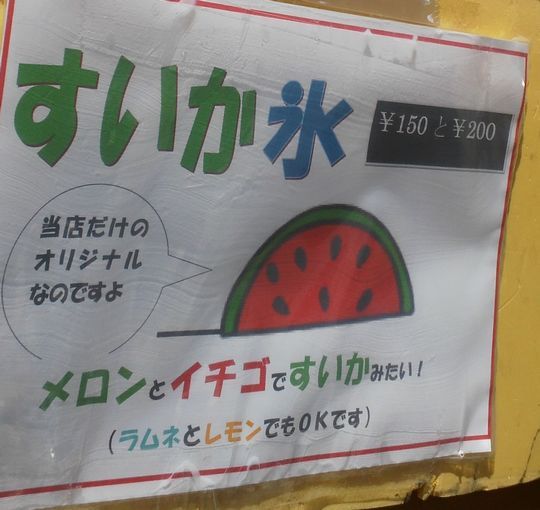 すいか氷
￥150と￥200
当店だけの
オリジナル
なのですよ
メロンとイチゴですいかみたい！
(ラムネとレモンでもOKです)